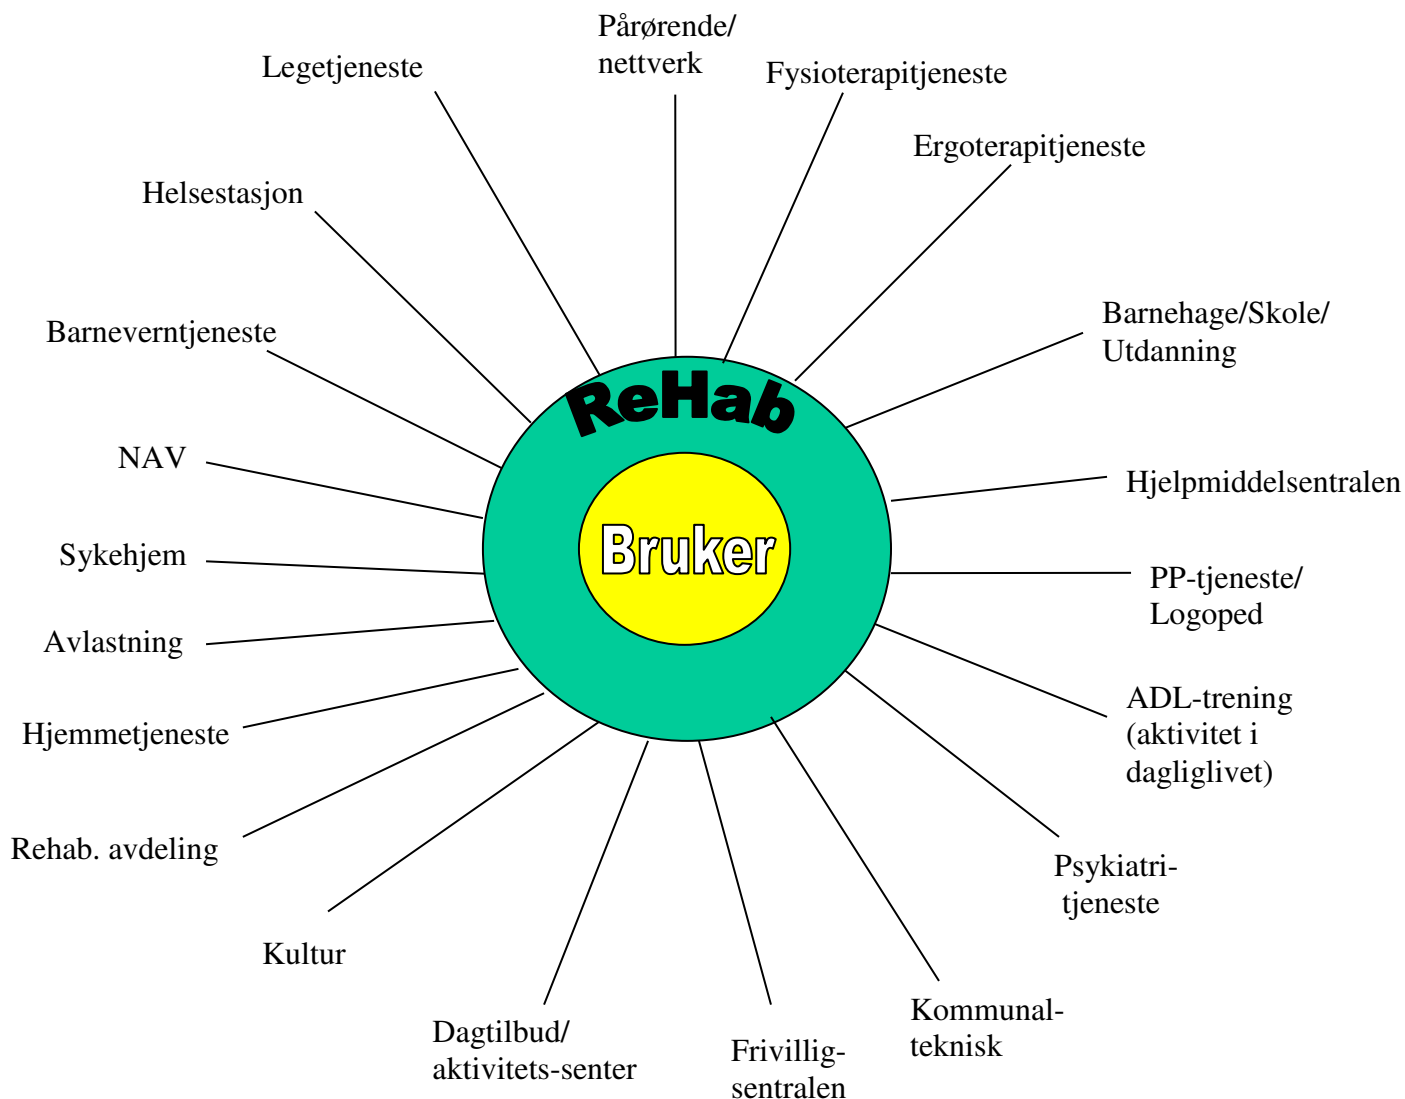 Pårørende/
nettverk
Legetjeneste
Fysioterapitjeneste
Ergoterapitjeneste
Helsestasjon
Barnehage/Skole/
Utdanning
Barneverntjeneste
ReHab
NAV
Hjelpmiddelsentralen
Bruker
Sykehjem
PP-tjeneste/
Logoped
Avlastning
ADL-trening
(aktivitet i
dagliglivet)
Hjemmetjeneste
Rehab. avdeling
Psykiatri-
tjeneste
Kultur
Kommunal-
teknisk
Dagtilbud/
aktivitets-senter
Frivillig-
sentralen